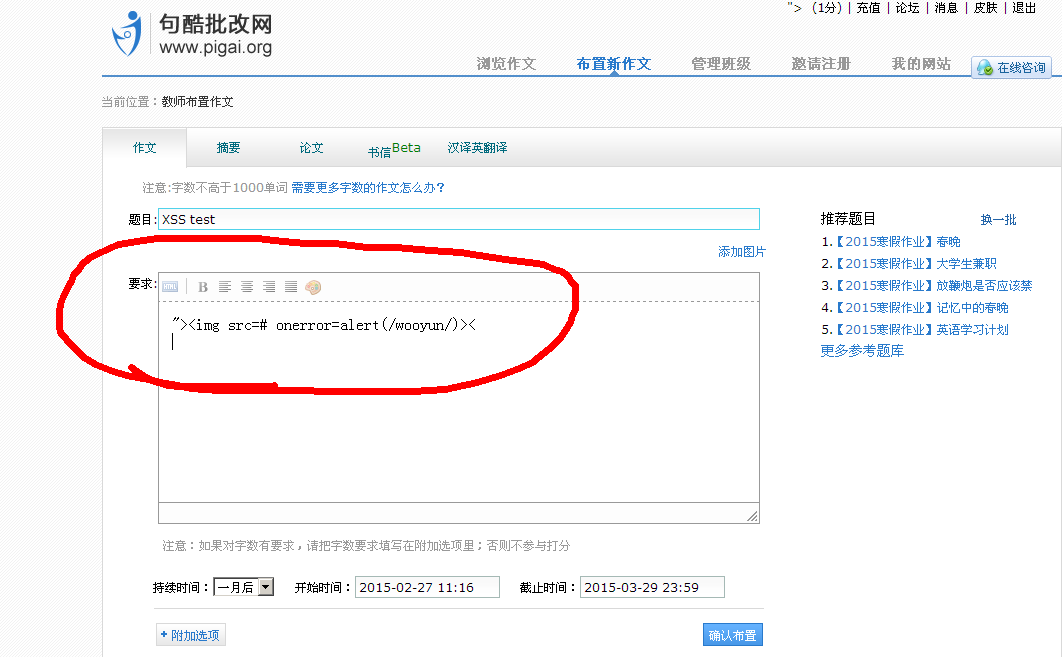 "> (1分) | 充值 | 论坛 | 消息 | 皮肤 | 退出
句酷批改网
www.pigai.org
浏览作文 布置新作文 管理班级 邀请注册 我的网站 在线咨询
当前位置：教师布置作文
作文 摘要 论文 书信Beta 汉译英翻译
注意:字数不高于1000单词 需要更多字数的作文怎么办?
题目: XSS test
添加图片
要求:
HTML B
"><img src=# onerror=alert(/wooyun/)><
注意：如果对字数有要求，请把字数要求填写在附加选项里；否则不参与打分
持续时间： 一月后 开始时间： 2015-02-27 11:16 截止时间： 2015-03-29 23:59
+ 附加选项 确认布置
推荐题目 换一批
1.【2015寒假作业】春晚
2.【2015寒假作业】大学生兼职
3.【2015寒假作业】放鞭炮是否应该禁
4.【2015寒假作业】记忆中的春晚
5.【2015寒假作业】英语学习计划
更多参考题库